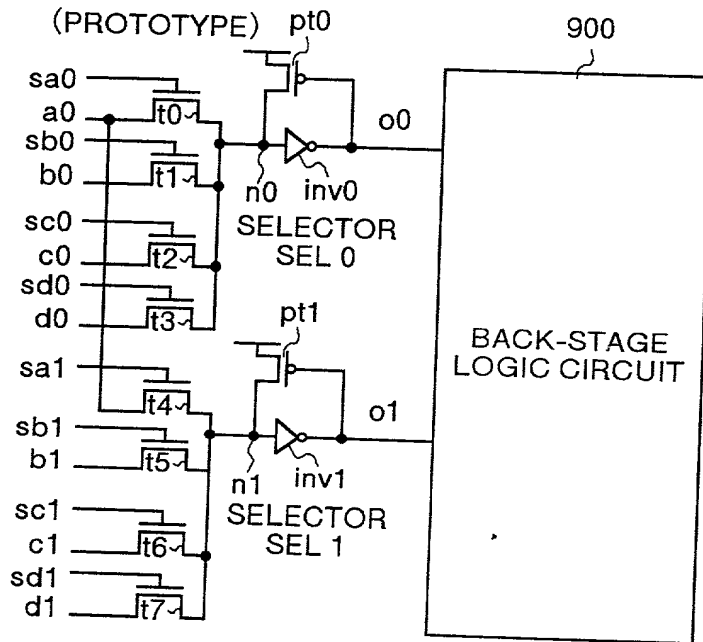 (PROTOTYPE)
pt0
900
sa0
a0
t0
o0
sb0
b0
t1
n0
inv0
SELECTOR
SEL 0
sc0
c0
t2
sd0
d0
t3
pt1
BACK-STAGE
LOGIC CIRCUIT
sa1
t4
o1
sb1
b1
t5
n1
inv1
SELECTOR
SEL 1
sc1
c1
t6
sd1
d1
t7